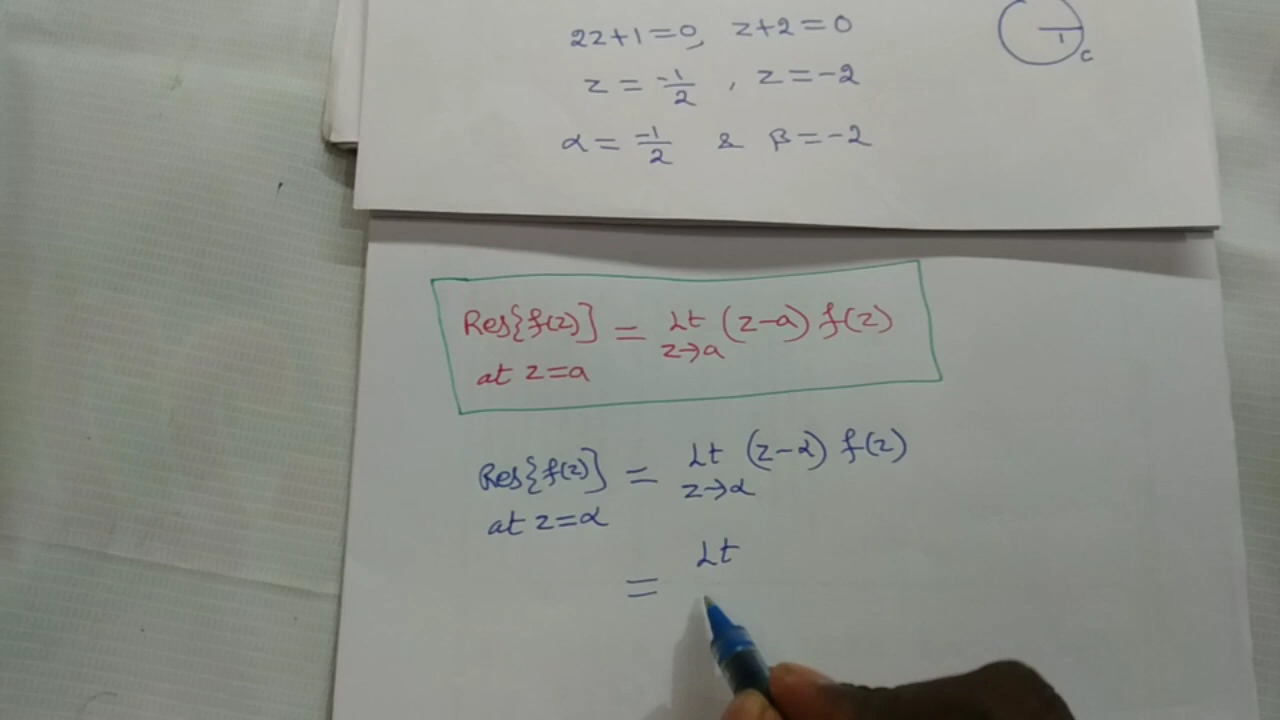 2z+1=0, z+2=0
1
c
z = -1/2 , z = -2
α = -1/2 & β = -2
Res{f(z)} = Lt (z-a) f(z)
z→a
at z=a
Res{f(z)} = Lt (z-α) f(z)
z→α
at z=α
= Lt